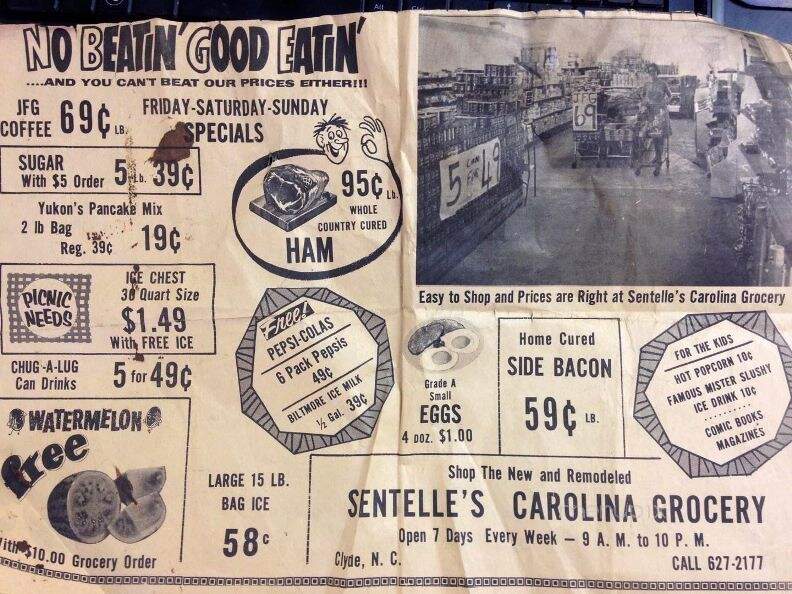 NO BEATIN' GOOD EATIN'
....AND YOU CAN'T BEAT OUR PRICES EITHER!!!
JFG
COFFEE 69¢ LB.
FRIDAY-SATURDAY-SUNDAY
SPECIALS
SUGAR
With $5 Order 5 Lb. 39¢
Yukon's Pancake Mix
2 lb Bag
Reg. 39¢ 19¢
95¢ Lb.
WHOLE
COUNTRY CURED
HAM
5 CAN FOR 49
69
Easy to Shop and Prices are Right at Sentelle's Carolina Grocery
PICNIC
NEEDS
ICE CHEST
30 Quart Size
$1.49
With FREE ICE
CHUG-A-LUG
Can Drinks 5 for 49¢
Free!
PEPSI-COLAS
6 Pack Pepsis
49¢
BILTMORE ICE MILK
½ Gal. 39¢
Grade A
Small
EGGS
4 DOZ. $1.00
Home Cured
SIDE BACON
59¢ LB.
FOR THE KIDS
HOT POPCORN 10¢
FAMOUS MISTER SLUSHY
ICE DRINK 10¢
..........
COMIC BOOKS
MAGAZINES
WATERMELON
free
$10.00 Grocery Order
LARGE 15 LB.
BAG ICE
58¢
Shop The New and Remodeled
SENTELLE'S CAROLINA GROCERY
Open 7 Days Every Week — 9 A. M. to 10 P. M.
Clyde, N. C.
CALL 627-2177